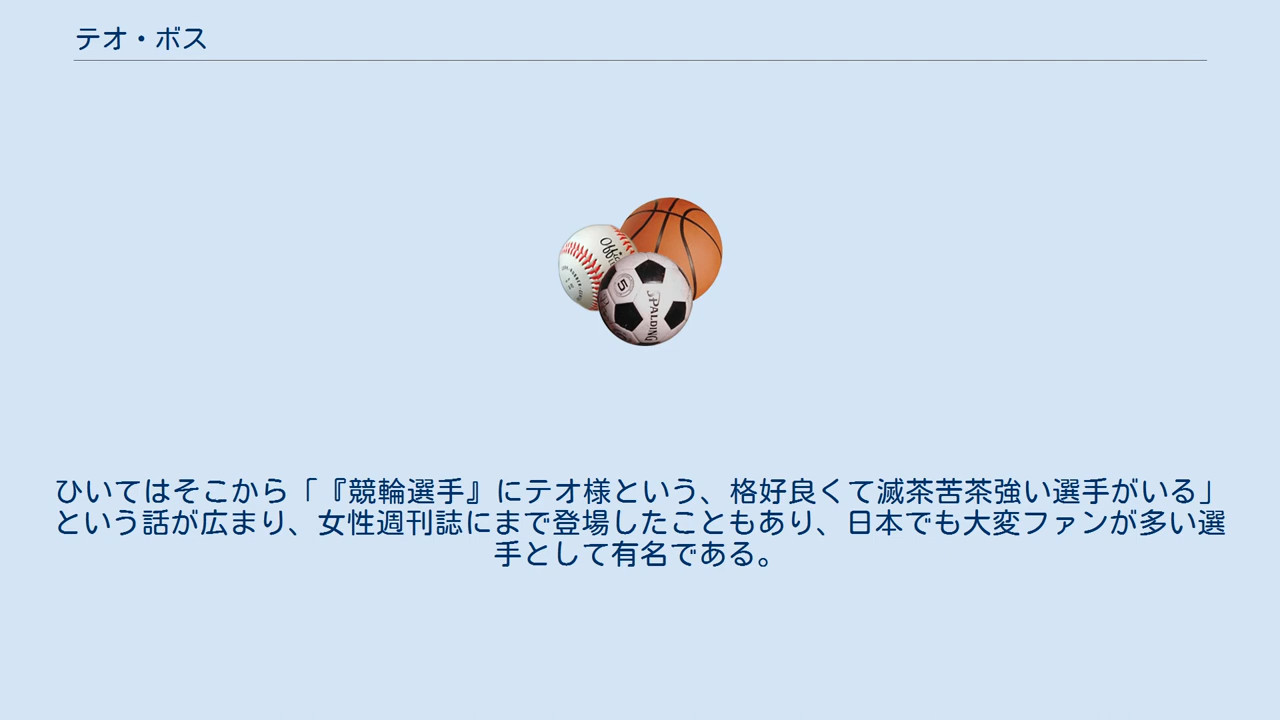 テオ・ボス
Offi
5
SPALDING
ひいてはそこから「『競輪選手』にテオ様という、格好良くて滅茶苦茶強い選手がいる」
という話が広まり、女性週刊誌にまで登場したこともあり、日本でも大変ファンが多い選
手として有名である。